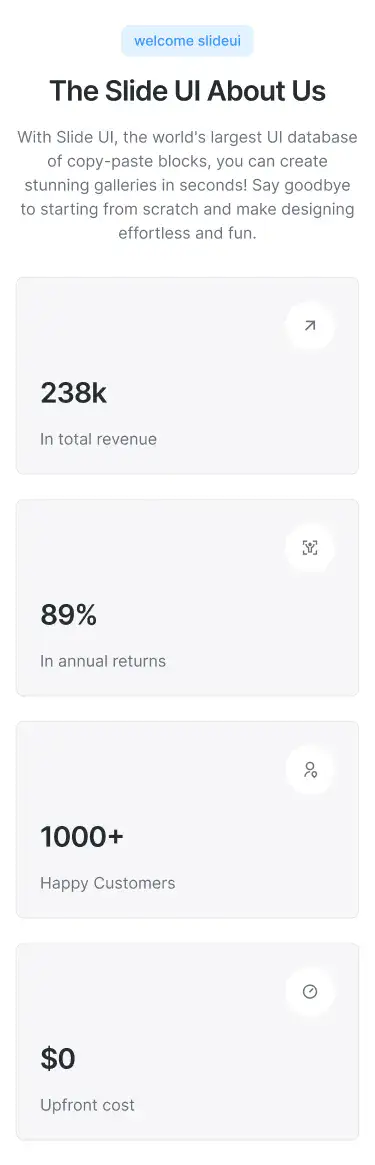 welcome slideui
The Slide UI About Us
With Slide UI, the world's largest UI database
of copy-paste blocks, you can create
stunning galleries in seconds! Say goodbye
to starting from scratch and make designing
effortless and fun.
238k
In total revenue
89%
In annual returns
1000+
Happy Customers
$0
Upfront cost